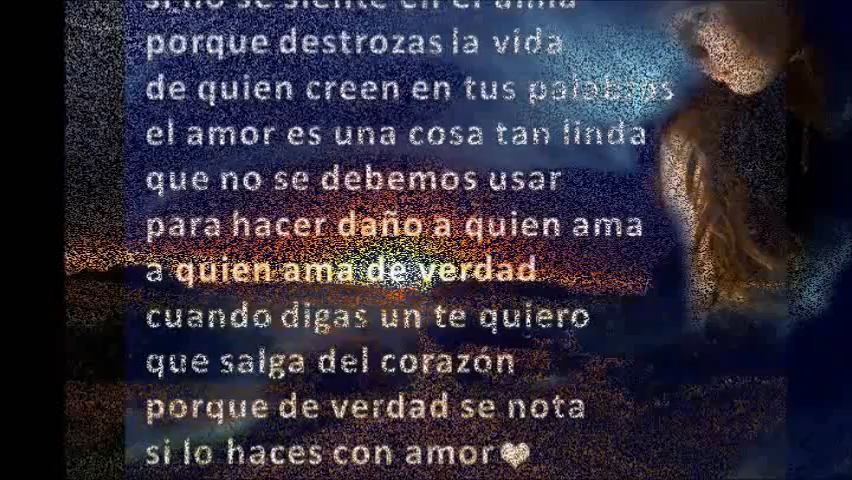 si no se siente en el alma
porque destrozas la vida
de quien creen en tus palabras
el amor es una cosa tan linda
que no se debemos usar
para hacer daño a quien ama
a quien ama de verdad
cuando digas un te quiero
que salga del corazón
porque de verdad se nota
si lo haces con amor